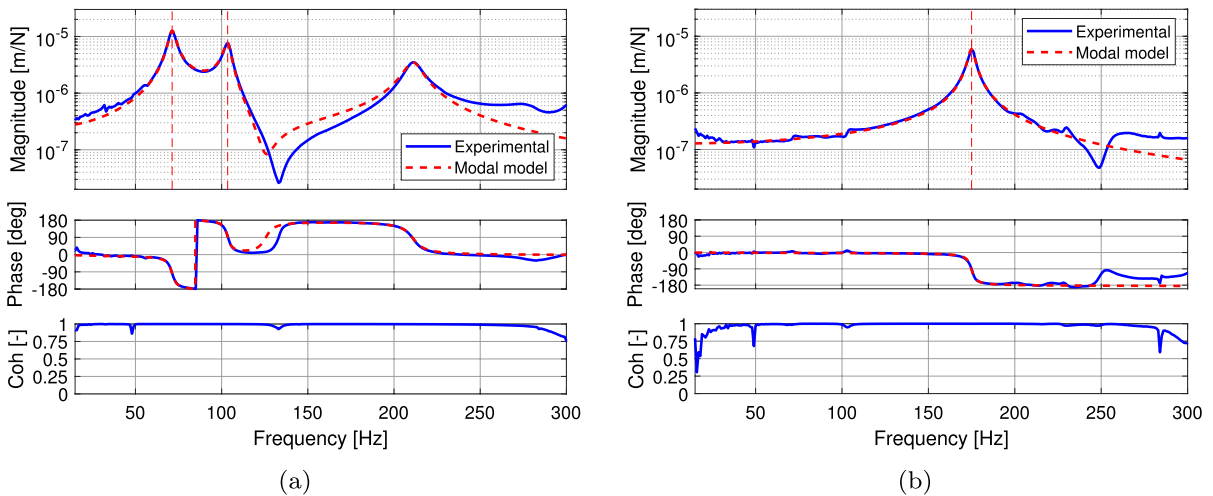 10^-5
10^-6
10^-7
Magnitude [m/N]
Experimental
Modal model
180
90
0
-90
-180
Phase [deg]
1
0.75
0.5
0.25
0
Coh [-]
50 100 150 200 250 300
Frequency [Hz]
(a)
10^-5
10^-6
10^-7
Magnitude [m/N]
Experimental
Modal model
180
90
0
-90
-180
Phase [deg]
1
0.75
0.5
0.25
0
Coh [-]
50 100 150 200 250 300
Frequency [Hz]
(b)